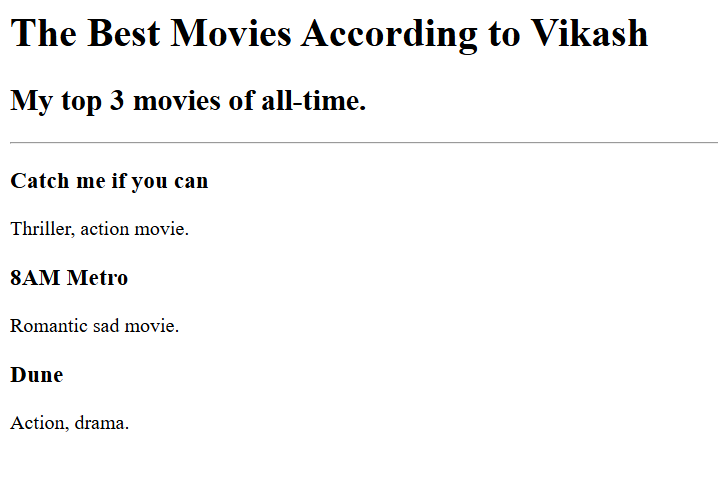 The Best Movies According to Vikash
My top 3 movies of all-time.
Catch me if you can
Thriller, action movie.
8AM Metro
Romantic sad movie.
Dune
Action, drama.